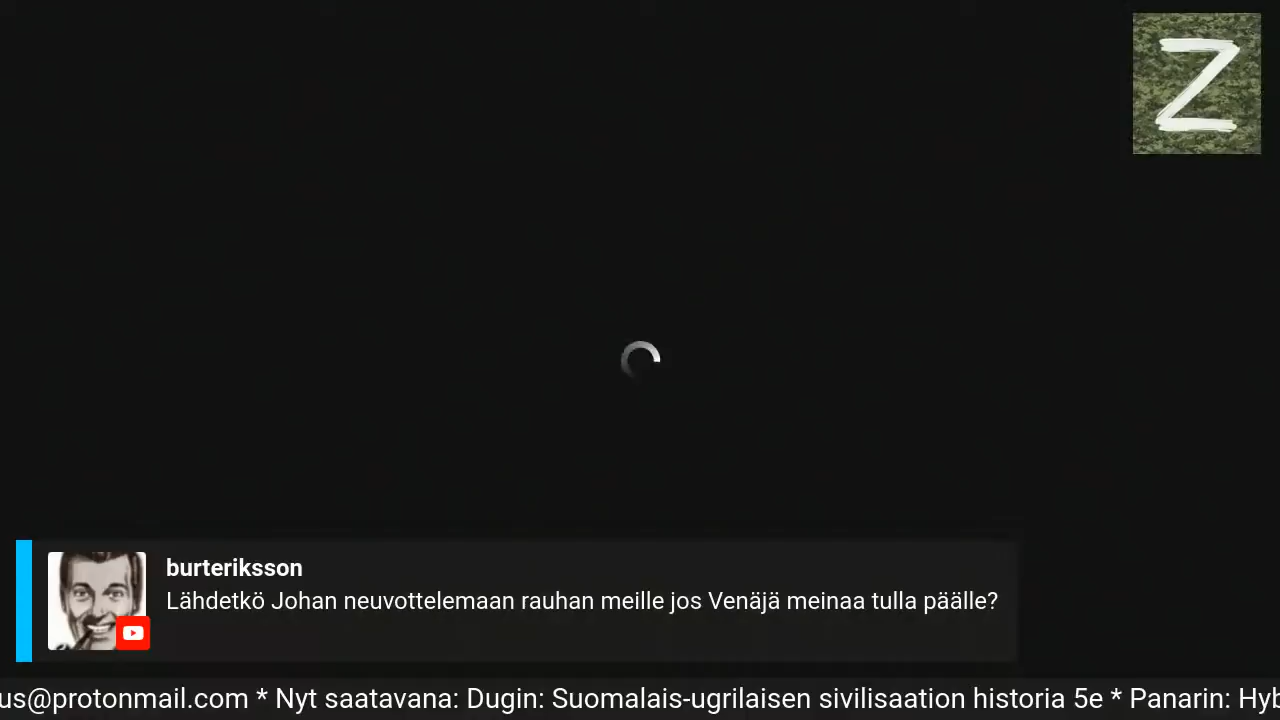 Z
burteriksson
Lähdetkö Johan neuvottelemaan rauhan meille jos Venäjä meinaa tulla päälle?
us@protonmail.com * Nyt saatavana: Dugin: Suomalais-ugrilaisen sivilisaation historia 5e * Panarin: Hyb